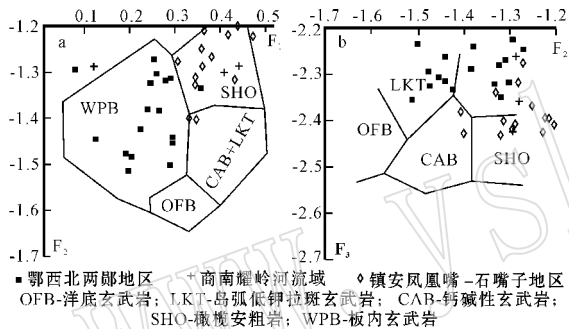 0.1 0.2 0.3 0.4 0.5
F₁
-1.2
-1.3
-1.4
-1.5
-1.6
-1.7
F₂
a
WPB
SHO
CAB+LKT
OFB
-1.7 -1.6 -1.5 -1.4 -1.3 -1.2
F₂
-2.2
-2.3
-2.4
-2.5
-2.6
-2.7
F₃
b
LKT
OFB
CAB
SHO
■鄂西北两郧地区 +商南耀岭河流域 ◊镇安凤凰嘴-石嘴子地区
OFB-洋底玄武岩；LKT-岛弧低钾拉斑玄武岩；CAB-钙碱性玄武岩；
SHO-橄榄安粗岩；WPB-板内玄武岩